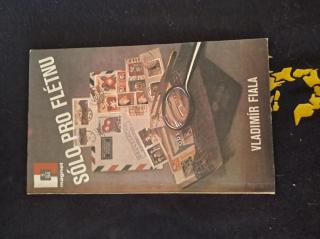 magnet
SÓLO PRO FLÉTNU
VLADIMÍR FIALA